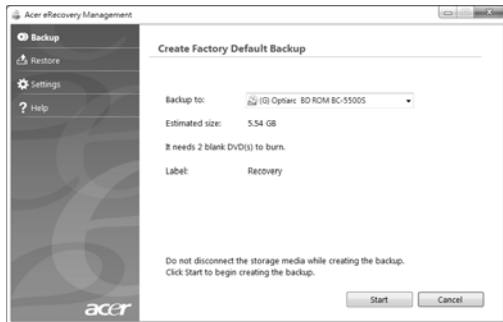 Acer eRecovery Management
Backup
Restore
Settings
Help
Create Factory Default Backup
Backup to: (G) Optiarc BD ROM BC-5500S
Estimated size: 5.54 GB
It needs 2 blank DVD(s) to burn.
Label: Recovery
Do not disconnect the storage media while creating the backup.
Click Start to begin creating the backup.
Start Cancel
acer